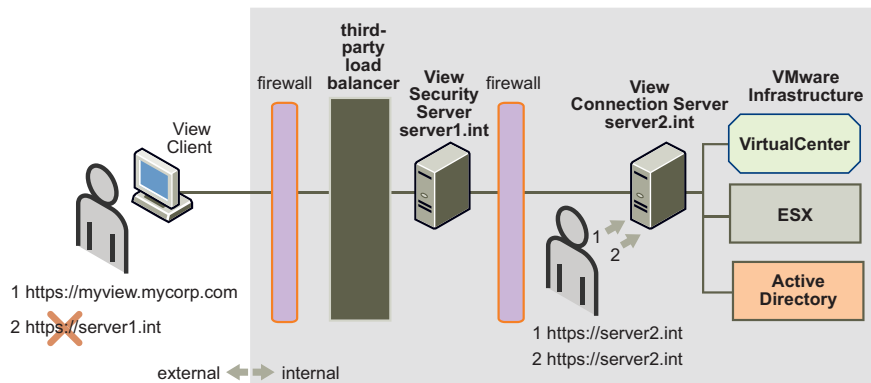 third-
party
load
balancer
firewall
View
Security
Server
server1.int
firewall
View
Connection Server
server2.int
VMware
Infrastructure
View
Client
VirtualCenter
ESX
Active
Directory
1
2
1 https://myview.mycorp.com
2 https://server1.int
1 https://server2.int
2 https://server2.int
external
internal